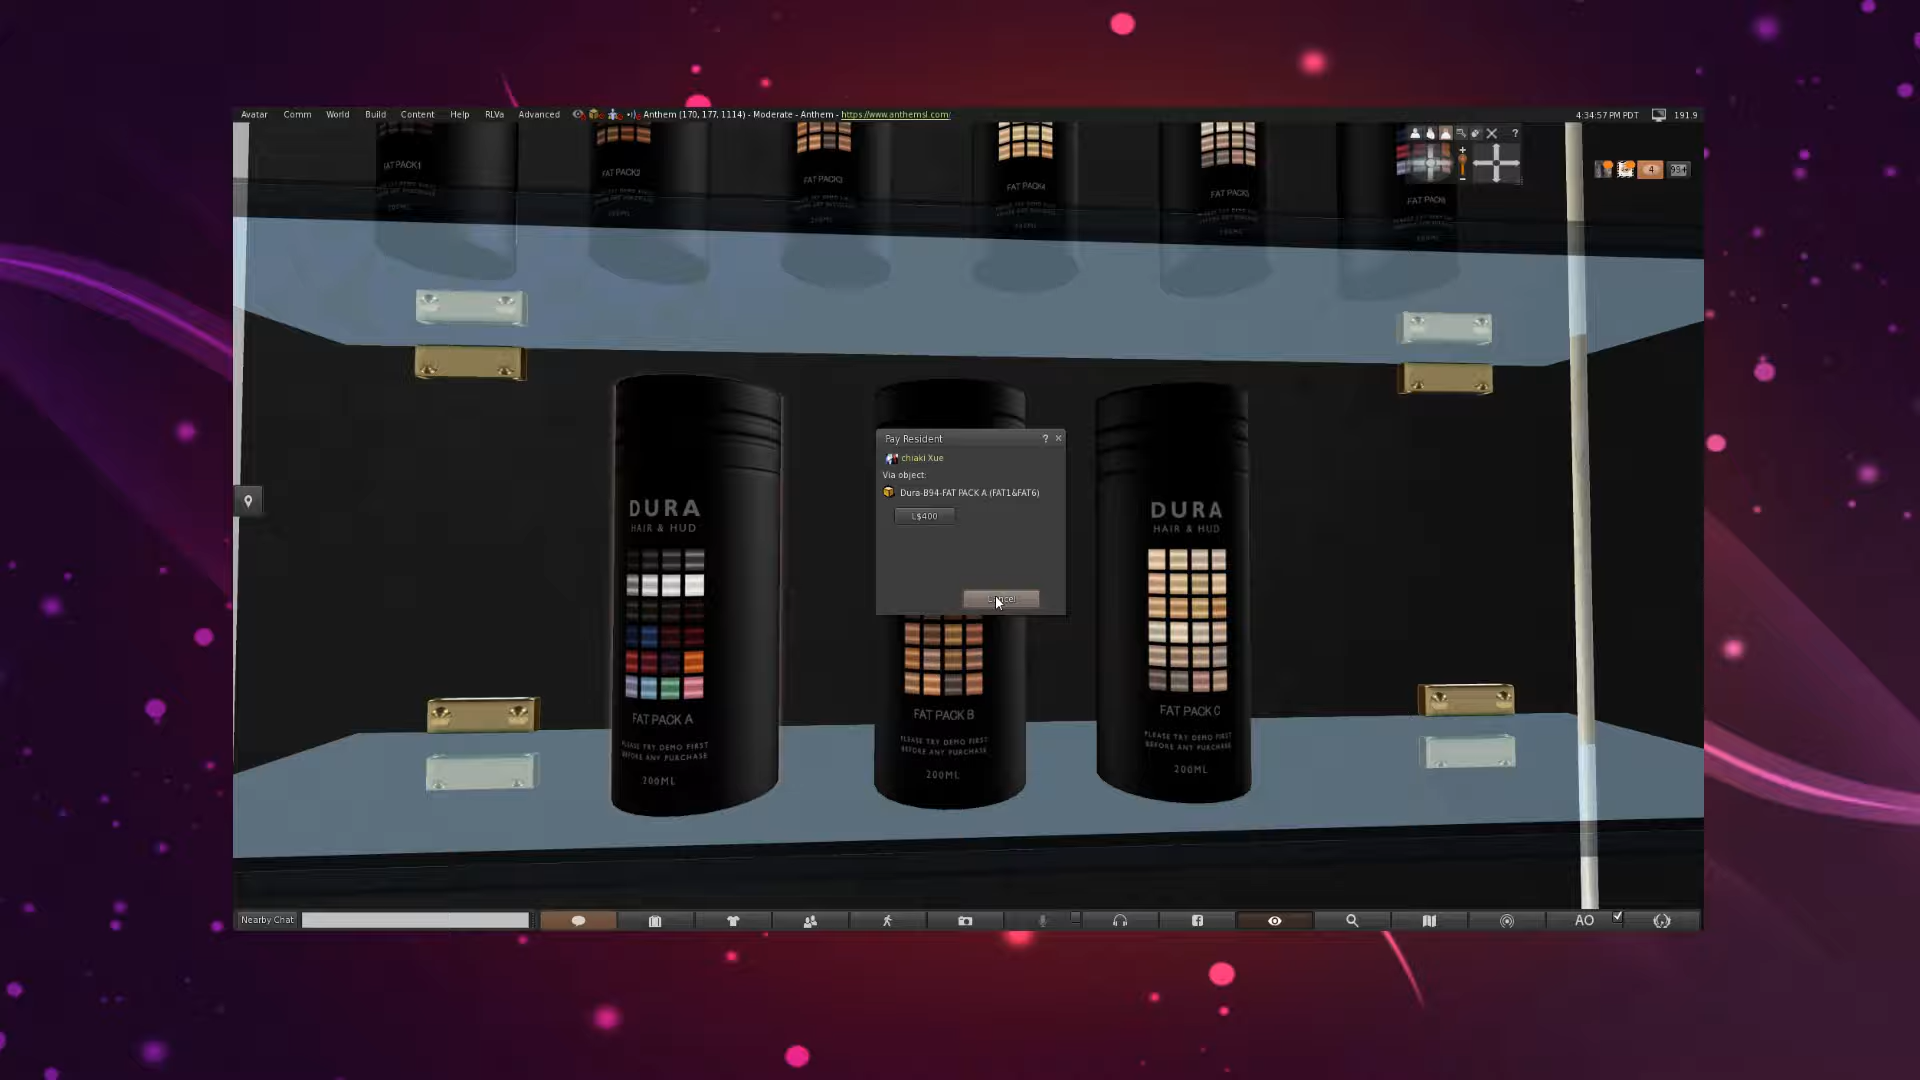 Avatar Comm World Build Content Help RLVa Advanced Anthem (170, 177, 1114) - Moderate - Anthem - https://www.anthemsl.com/ 4:34:57 PM PDT 191.9
FAT PACK1
FAT PACK2
FAT PACK3
FAT PACK4
FAT PACK5
FAT PACK6
Pay Resident ? ×
chiaki Xue
Via object:
Dura-B94-FAT PACK A (FAT1&FAT6)
L$400
Cancel
DURA
HAIR & HUD
FAT PACK A
PLEASE TRY DEMO FIRST
BEFORE ANY PURCHASE
200ML
FAT PACK B
PLEASE TRY DEMO FIRST
BEFORE ANY PURCHASE
200ML
DURA
HAIR & HUD
FAT PACK C
PLEASE TRY DEMO FIRST
BEFORE ANY PURCHASE
200ML
Nearby Chat AO